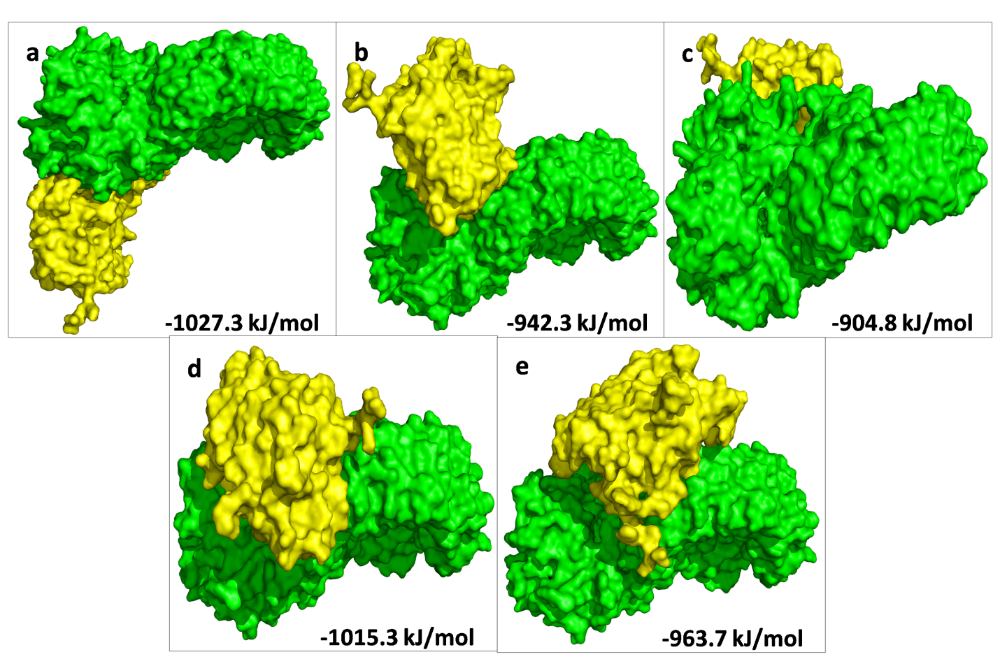 a
b
c
-1027.3 kJ/mol
-942.3 kJ/mol
-904.8 kJ/mol
d
e
-1015.3 kJ/mol
-963.7 kJ/mol